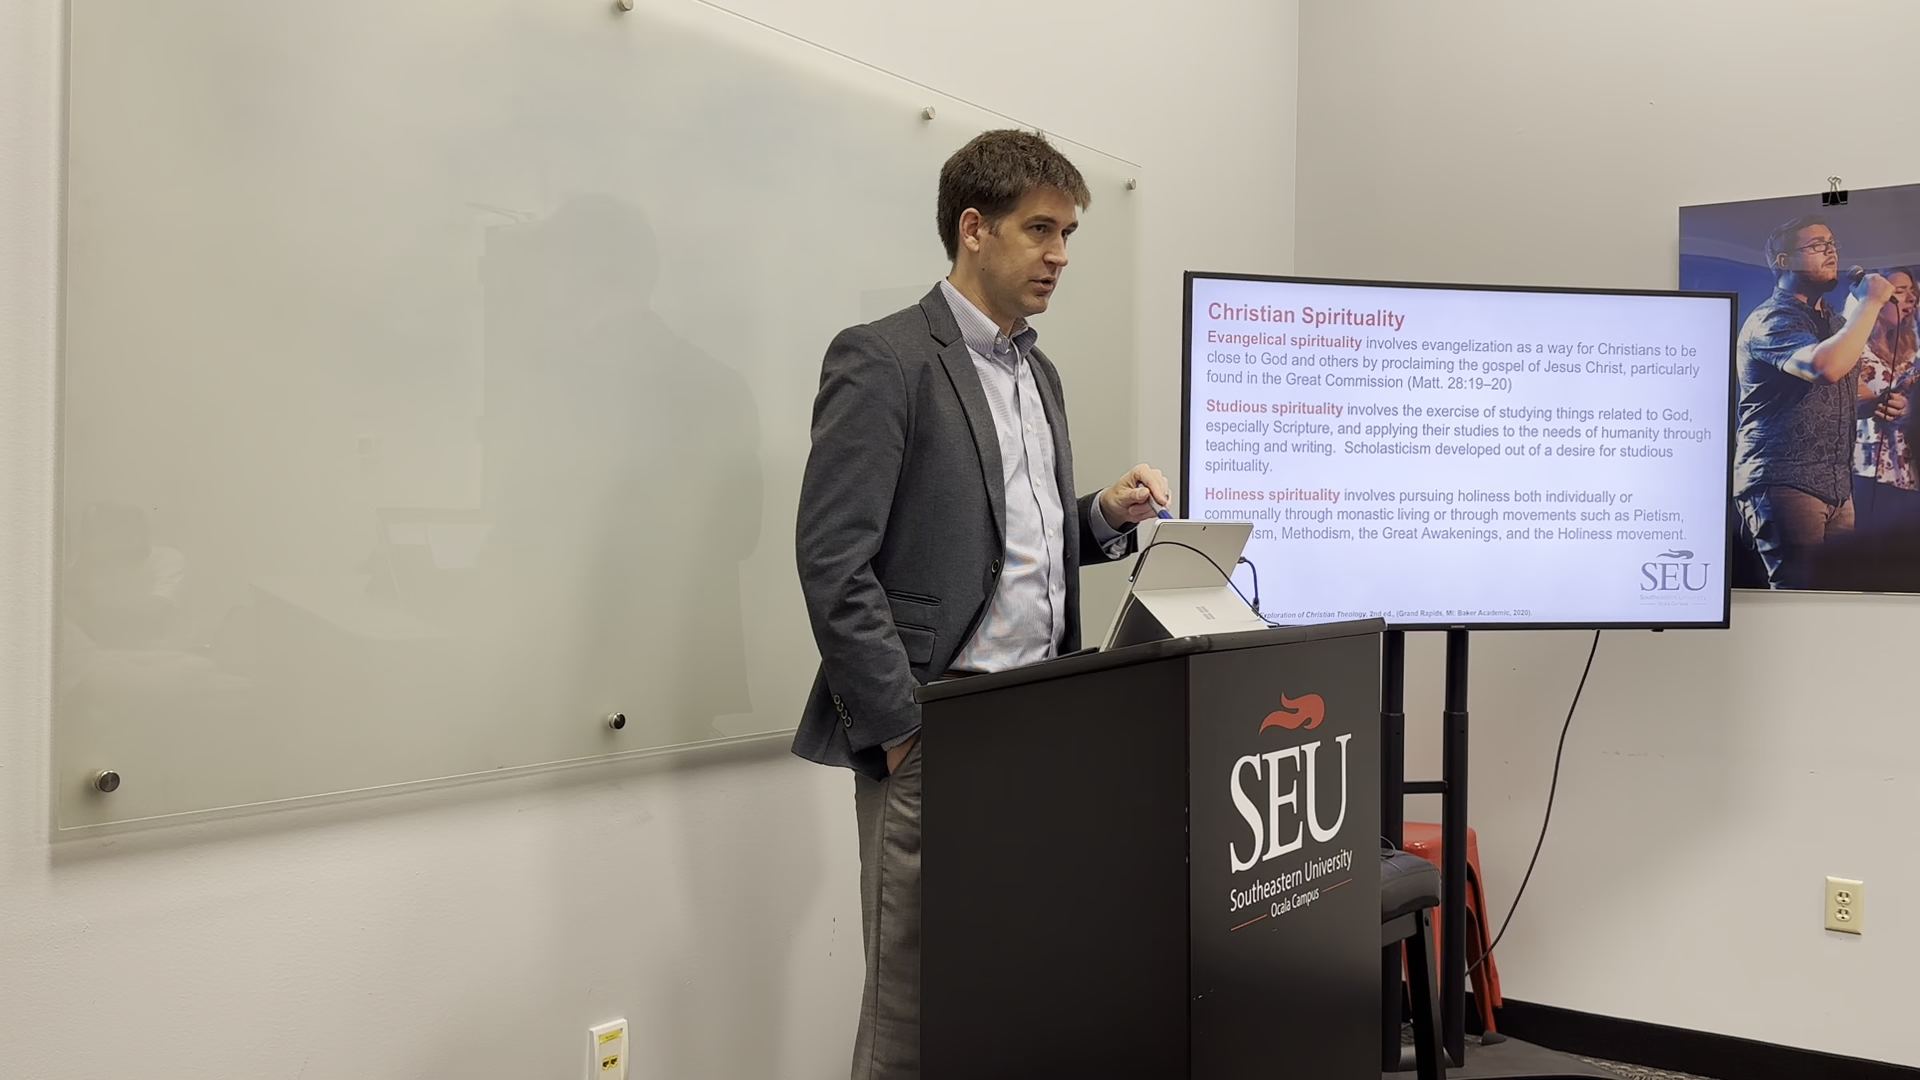 Christian Spirituality
Evangelical spirituality involves evangelization as a way for Christians to be
close to God and others by proclaiming the gospel of Jesus Christ, particularly
found in the Great Commission (Matt. 28:19–20)
Studious spirituality involves the exercise of studying things related to God,
especially Scripture, and applying their studies to the needs of humanity through
teaching and writing. Scholasticism developed out of a desire for studious
spirituality.
Holiness spirituality involves pursuing holiness both individually or
communally through monastic living or through movements such as Pietism,
ism, Methodism, the Great Awakenings, and the Holiness movement.
SEU
Southeastern University
Ocala Campus
Exploration of Christian Theology, 2nd ed., (Grand Rapids, MI: Baker Academic, 2020).
SEU
Southeastern University
Ocala Campus